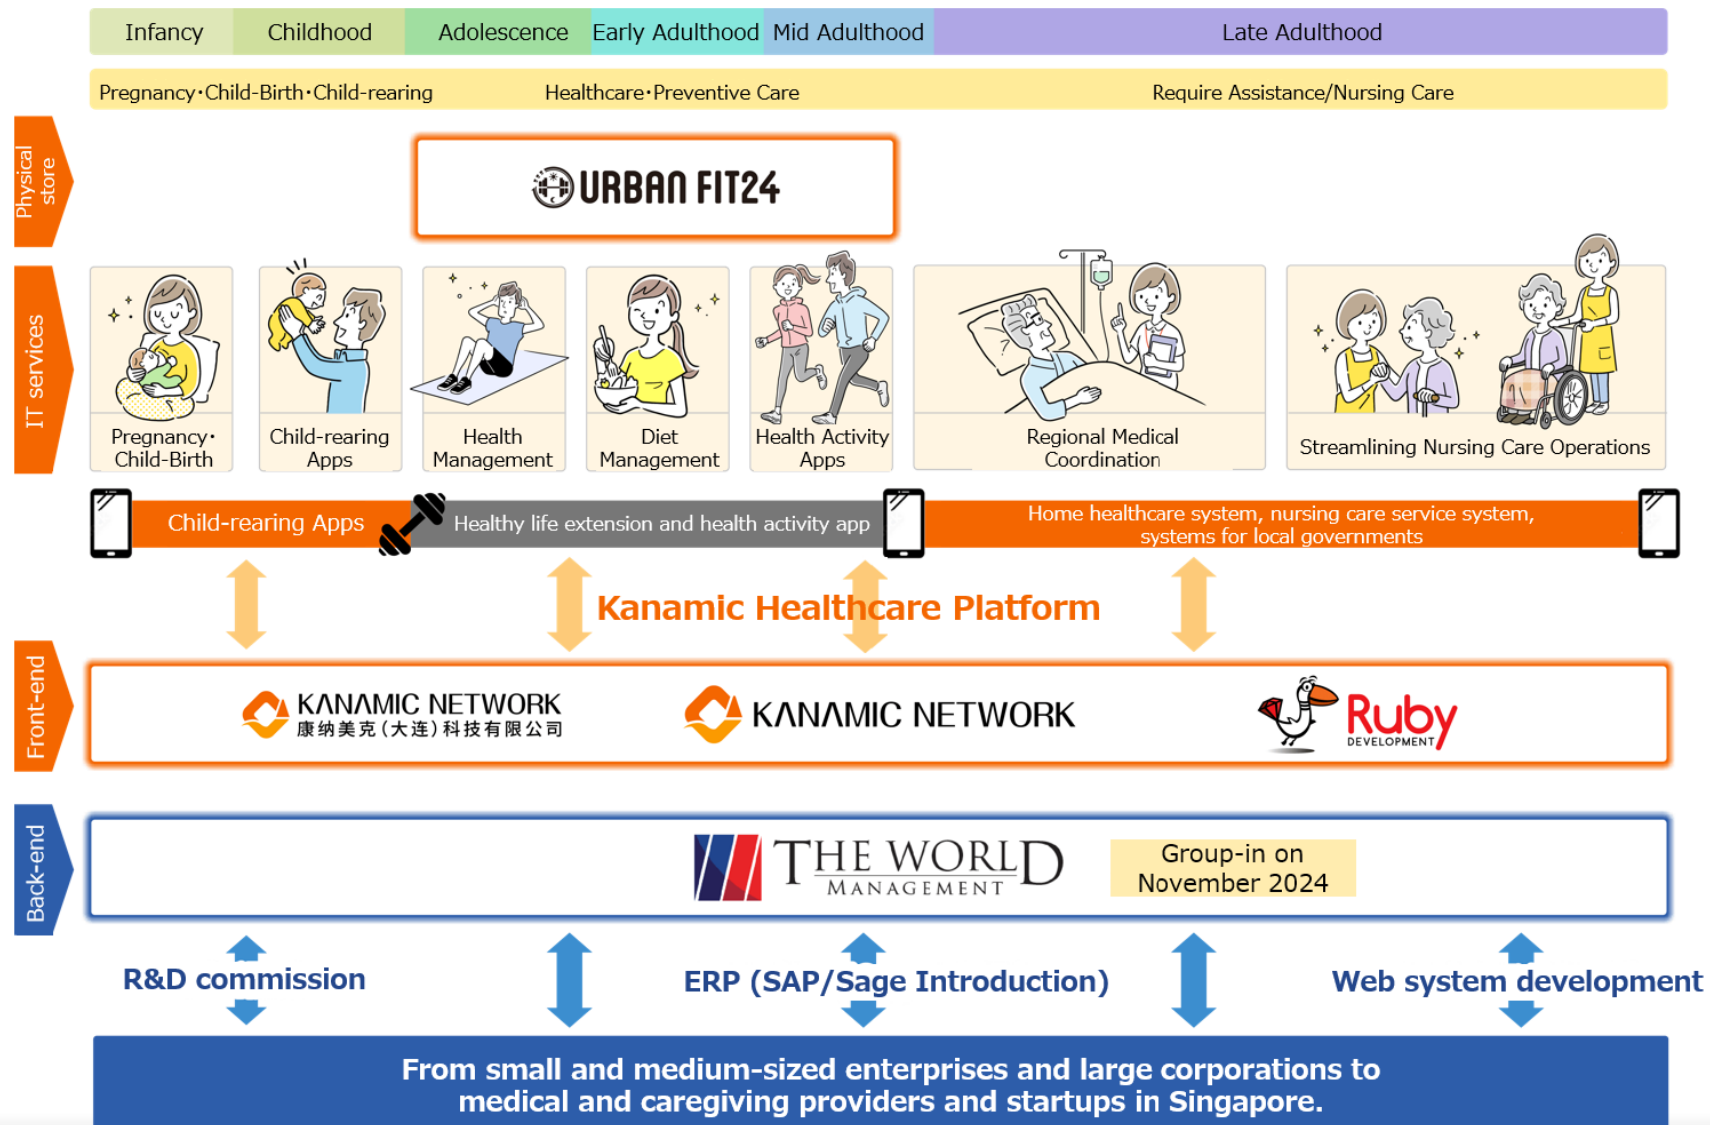 Infancy
Childhood
Adolescence
Early Adulthood
Mid Adulthood
Late Adulthood
Pregnancy・Child-Birth・Child-rearing
Healthcare・Preventive Care
Require Assistance/Nursing Care
Physical
store
URBAN FIT24
IT services
Pregnancy・
Child-Birth
Child-rearing
Apps
Health
Management
Diet
Management
Health Activity
Apps
Regional Medical
Coordination
Streamlining Nursing Care Operations
Child-rearing Apps
Healthy life extension and health activity app
Home healthcare system, nursing care service system,
systems for local governments
Kanamic Healthcare Platform
Front-end
KANAMIC NETWORK
康纳美克（大连）科技有限公司
KANAMIC NETWORK
Ruby
DEVELOPMENT
Back-end
THE WORLD
MANAGEMENT
Group-in on
November 2024
R&D commission
ERP (SAP/Sage Introduction)
Web system development
From small and medium-sized enterprises and large corporations to
medical and caregiving providers and startups in Singapore.